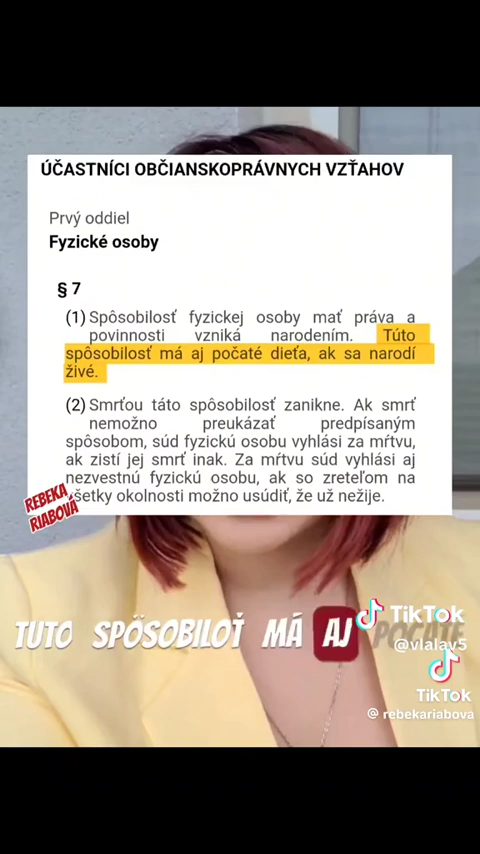 ÚČASTNÍCI OBČIANSKOPRÁVNYCH VZŤAHOV
Prvý oddiel
Fyzické osoby
§ 7
(1) Spôsobilosť fyzickej osoby mať práva a
povinnosti vzniká narodením. Túto
spôsobilosť má aj počaté dieťa, ak sa narodí
živé.
(2) Smrťou táto spôsobilosť zanikne. Ak smrť
nemožno preukázať predpísaným
spôsobom, súd fyzickú osobu vyhlási za mŕtvu,
ak zistí jej smrť inak. Za mŕtvu súd vyhlási aj
nezvestnú fyzickú osobu, ak so zreteľom na
všetky okolnosti možno usúdiť, že už nežije.
REBEKA
RIABOVÁ
TUTO SPÔSOBILOŤ MÁ AJ POČATÉ
TikTok
@vlalav5
TikTok
@ rebekariabova